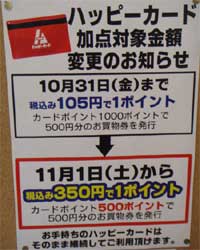 ハッピーカード
加点対象金額
変更のお知らせ
10月31日(金)まで
税込み105円で1ポイント
カードポイント1000ポイントで
500円分のお買物券を発行
11月1日(土)から
税込み350円で1ポイント
カードポイント500ポイントで
500円分のお買物券を発行
お手持ちのハッピーカードは
そのまま継続してご利用頂けます。